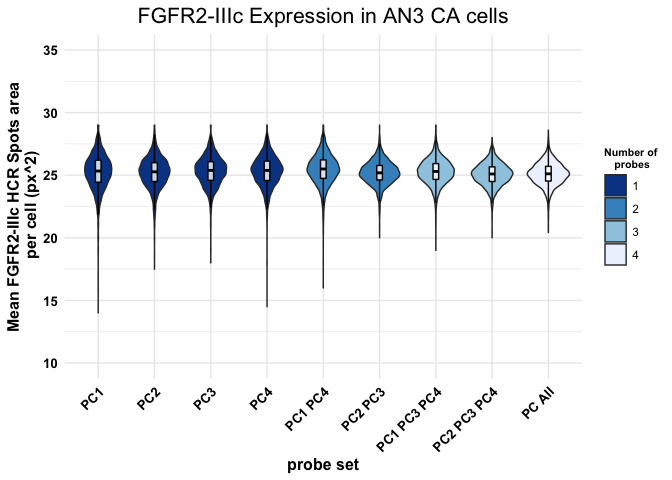 FGFR2-IIIc Expression in AN3 CA cells
Mean FGFR2-IIIc HCR Spots area
per cell (px^2)
35
30
25
20
15
10
PC1
PC2
PC3
PC4
PC1 PC4
PC2 PC3
PC1 PC3 PC4
PC2 PC3 PC4
PC All
probe set
Number of
probes
1
2
3
4